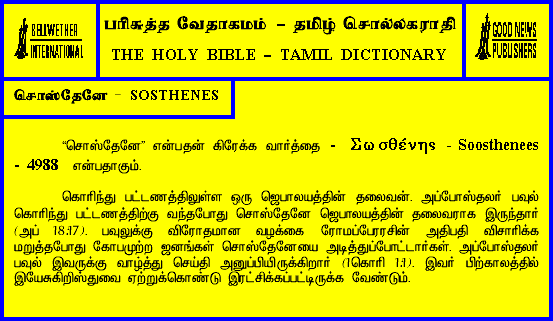 BELLWETHER
INTERNATIONAL
பரிசுத்த வேதாகமம் – தமிழ் சொல்லகராதி
THE HOLY BIBLE – TAMIL DICTIONARY
GOOD NEWS
PUBLISHERS
சொஸ்தேனே - SOSTHENES
“சொஸ்தேனே” என்பதன் கிரேக்க வார்த்தை - Σωσθένης - Soosthenees
- 4988 என்பதாகும்.
கொரிந்து பட்டணத்திலுள்ள ஒரு ஜெபாலயத்தின் தலைவன். அப்போஸ்தலர் பவுல்
கொரிந்து பட்டணத்திற்கு வந்தபோது சொஸ்தேனே ஜெபாலயத்தின் தலைவராக இருந்தார்
(அப் 18:17). பவுலுக்கு விரோதமான வழக்கை ரோமப்பேரரசின் அதிபதி விசாரிக்க
மறுத்தபோது கோபமுற்ற ஜனங்கள் சொஸ்தேனேயை அடித்துப்போட்டார்கள். அப்போஸ்தலர்
பவுல் இவருக்கு வாழ்த்து செய்தி அனுப்பியிருக்கிறார் (1கொரி 1:1). இவர் பிற்காலத்தில்
இயேசுகிறிஸ்துவை ஏற்றுக்கொண்டு இரட்சிக்கப்பட்டிருக்க வேண்டும்.